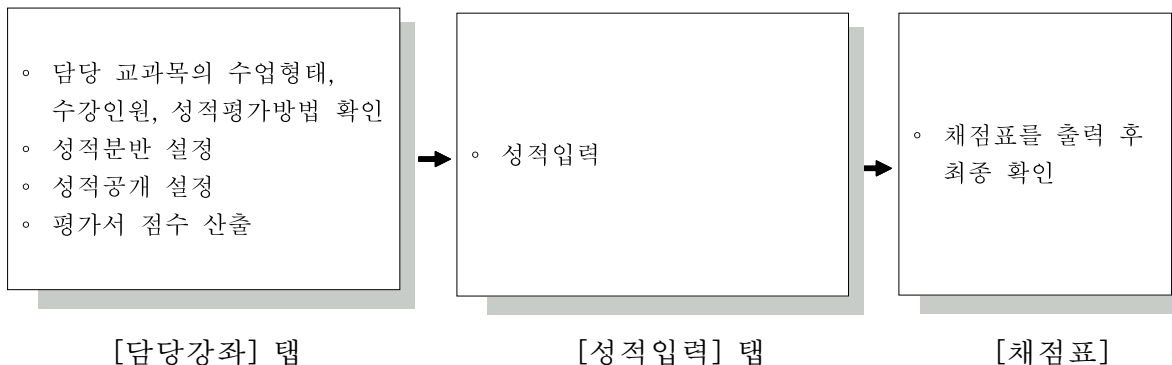 ◦ 담당 교과목의 수업형태,
수강인원, 성적평가방법 확인
◦ 성적분반 설정
◦ 성적공개 설정
◦ 평가서 점수 산출
[담당강좌] 탭
◦ 성적입력
[성적입력] 탭
◦ 채점표를 출력 후
최종 확인
[채점표]